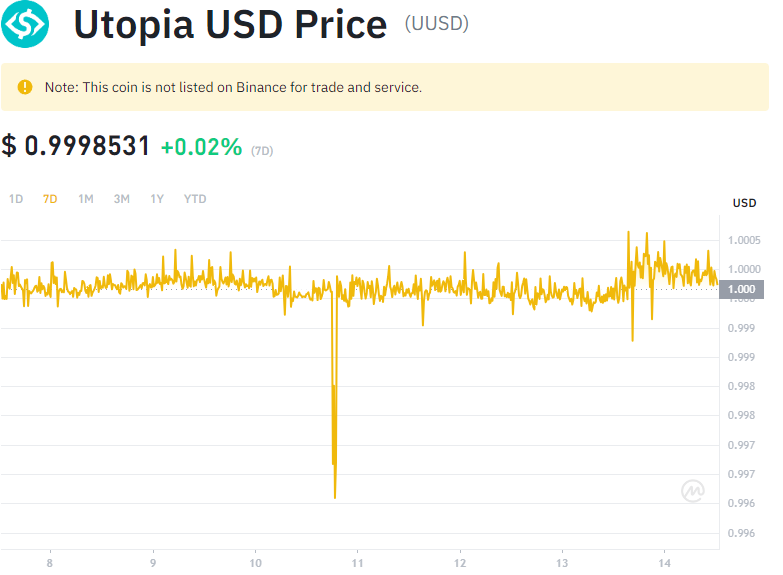 Utopia USD Price (UUSD)
Note: This coin is not listed on Binance for trade and service.
$ 0.9998531 +0.02% (7D)
1D 7D 1M 3M 1Y YTD
USD
1.0005
1.0000
1.000
1.000
0.999
0.999
0.998
0.998
0.997
0.997
0.996
0.996
8 9 10 11 12 13 14